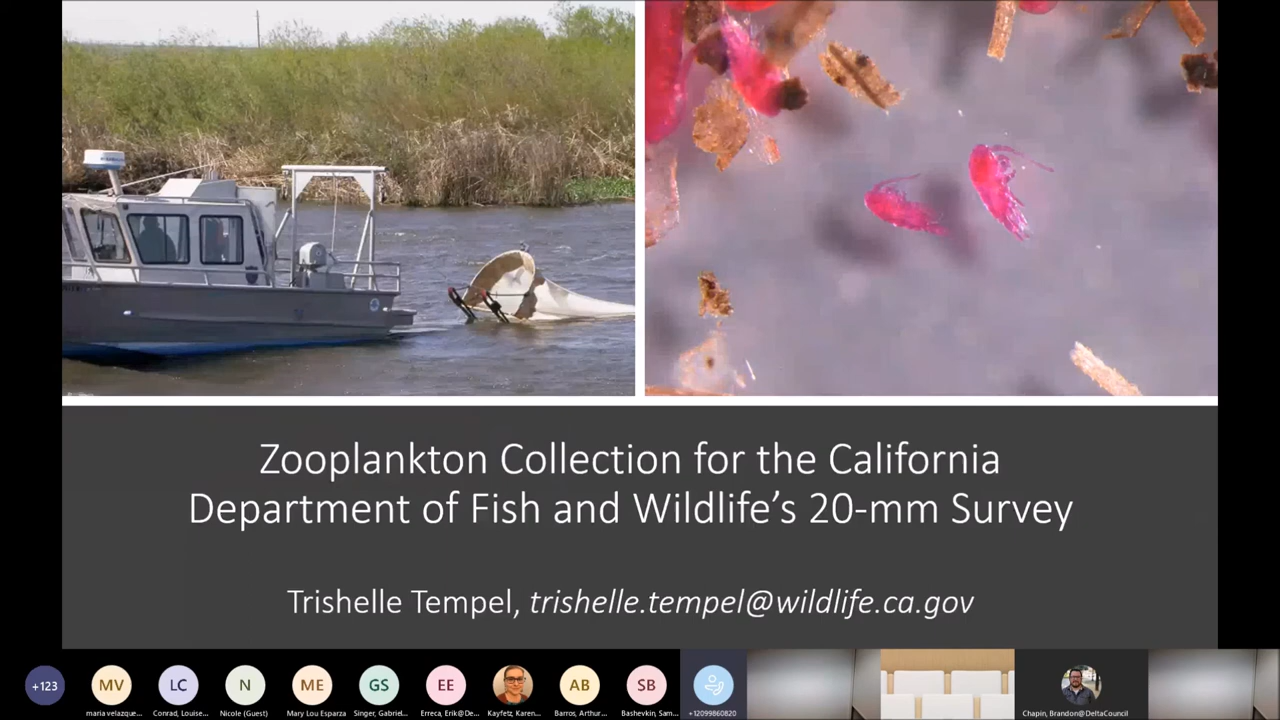 Zooplankton Collection for the California
Department of Fish and Wildlife’s 20-mm Survey
Trishelle Tempel, trishelle.tempel@wildlife.ca.gov
+123
MV
LC
N
ME
GS
EE
AB
SB
maria velazque...
Conrad, Louise...
Nicole (Guest)
Mary Lou Esparza
Singer, Gabriel...
Erreca, Erik@De...
Kayfetz, Karen...
Barros, Arthur...
Bashevkin, Sam...
+12099860820
Chapin, Brandon@DeltaCouncil